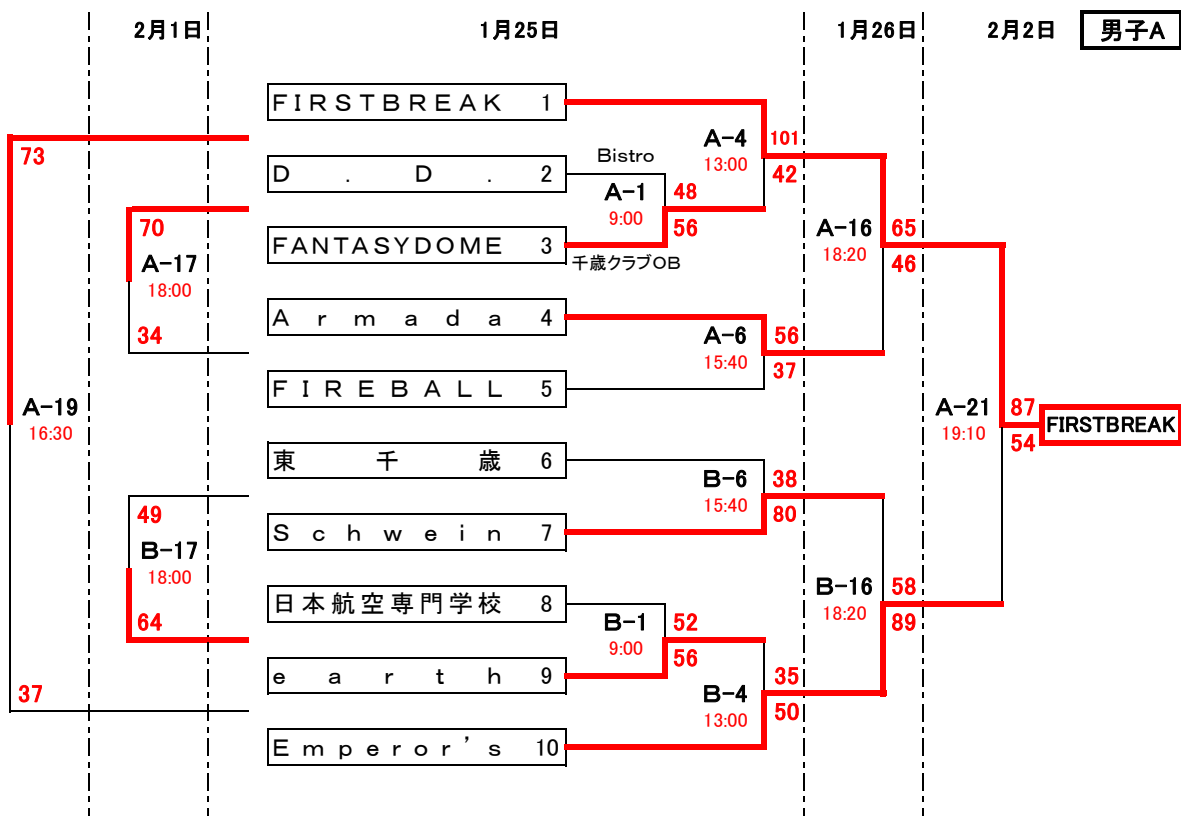 2月1日
1月25日
1月26日
2月2日
男子A
FIRSTBREAK 1
A-4
101
13:00
42
73
Bistro
D . D . 2
A-1
48
9:00
56
70
A-16
65
18:20
46
FANTASYDOME 3
千歳クラブOB
A-17
18:00
Armada 4
34
A-6
56
15:40
37
FIREBALL 5
A-19
16:30
A-21
87
19:10
54
FIRSTBREAK
東千歳 6
B-6
38
15:40
80
49
Schwein 7
B-17
18:00
B-16
58
18:20
89
日本航空専門学校 8
64
B-1
52
9:00
56
earth 9
35
37
B-4
13:00
50
Emperor's 10